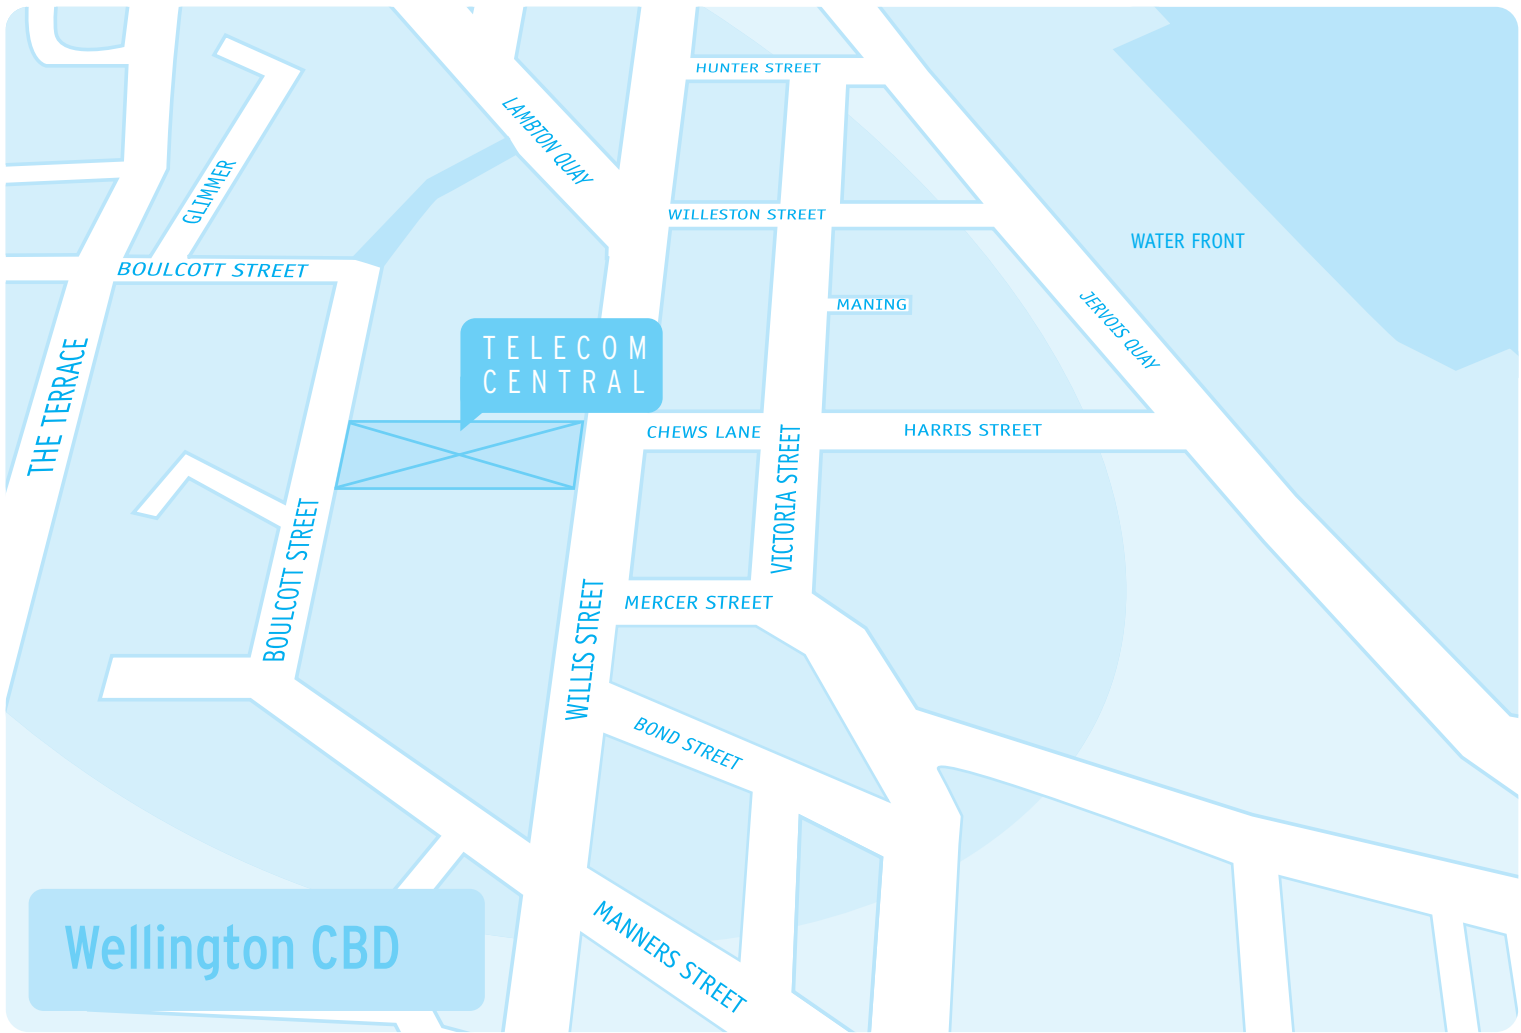 HUNTER STREET
LAMBTON QUAY
GLIMMER
WILLESTON STREET
WATER FRONT
BOULCOTT STREET
MANING
JERVOIS QUAY
TELECOM
CENTRAL
THE TERRACE
CHEWS LANE
HARRIS STREET
VICTORIA STREET
BOULCOTT STREET
MERCER STREET
WILLIS STREET
BOND STREET
MANNERS STREET
Wellington CBD